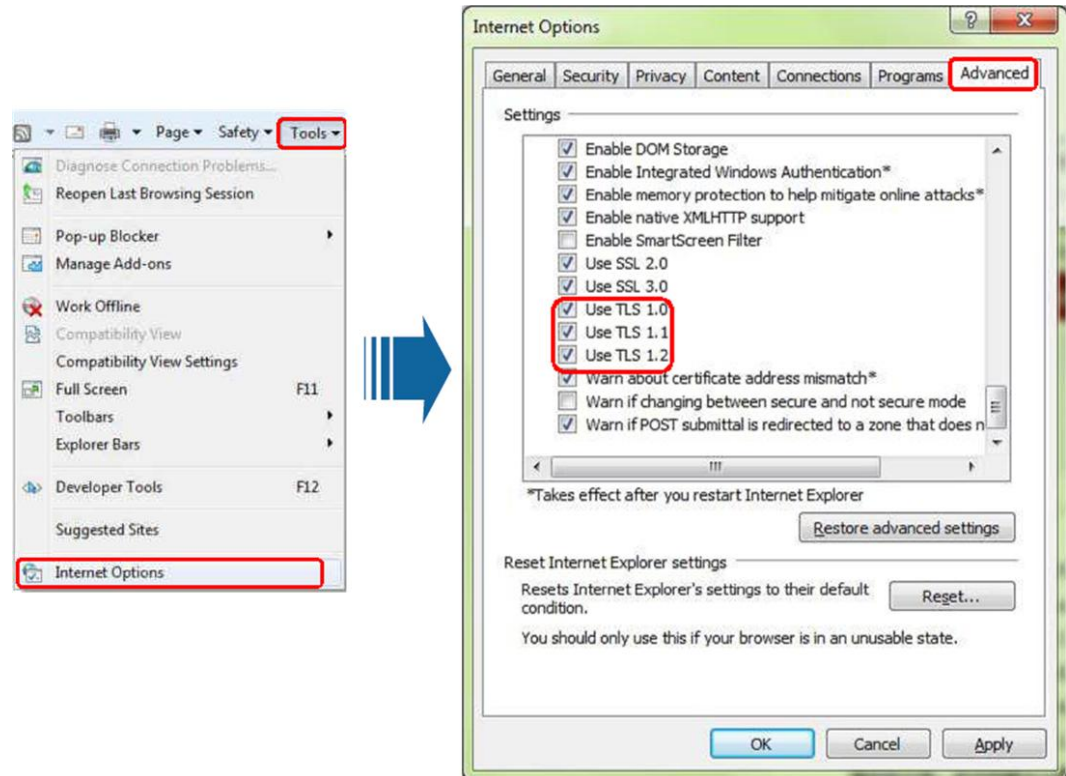 Page Safety Tools
Diagnose Connection Problems...
Reopen Last Browsing Session
Pop-up Blocker
Manage Add-ons
Work Offline
Compatibility View
Compatibility View Settings
Full Screen F11
Toolbars
Explorer Bars
Developer Tools F12
Suggested Sites
Internet Options
Internet Options
General Security Privacy Content Connections Programs Advanced
Settings
Enable DOM Storage
Enable Integrated Windows Authentication*
Enable memory protection to help mitigate online attacks*
Enable native XMLHTTP support
Enable SmartScreen Filter
Use SSL 2.0
Use SSL 3.0
Use TLS 1.0
Use TLS 1.1
Use TLS 1.2
Warn about certificate address mismatch*
Warn if changing between secure and not secure mode
Warn if POST submittal is redirected to a zone that does n
*Takes effect after you restart Internet Explorer
Restore advanced settings
Reset Internet Explorer settings
Resets Internet Explorer's settings to their default
condition.
Reset...
You should only use this if your browser is in an unusable state.
OK Cancel Apply